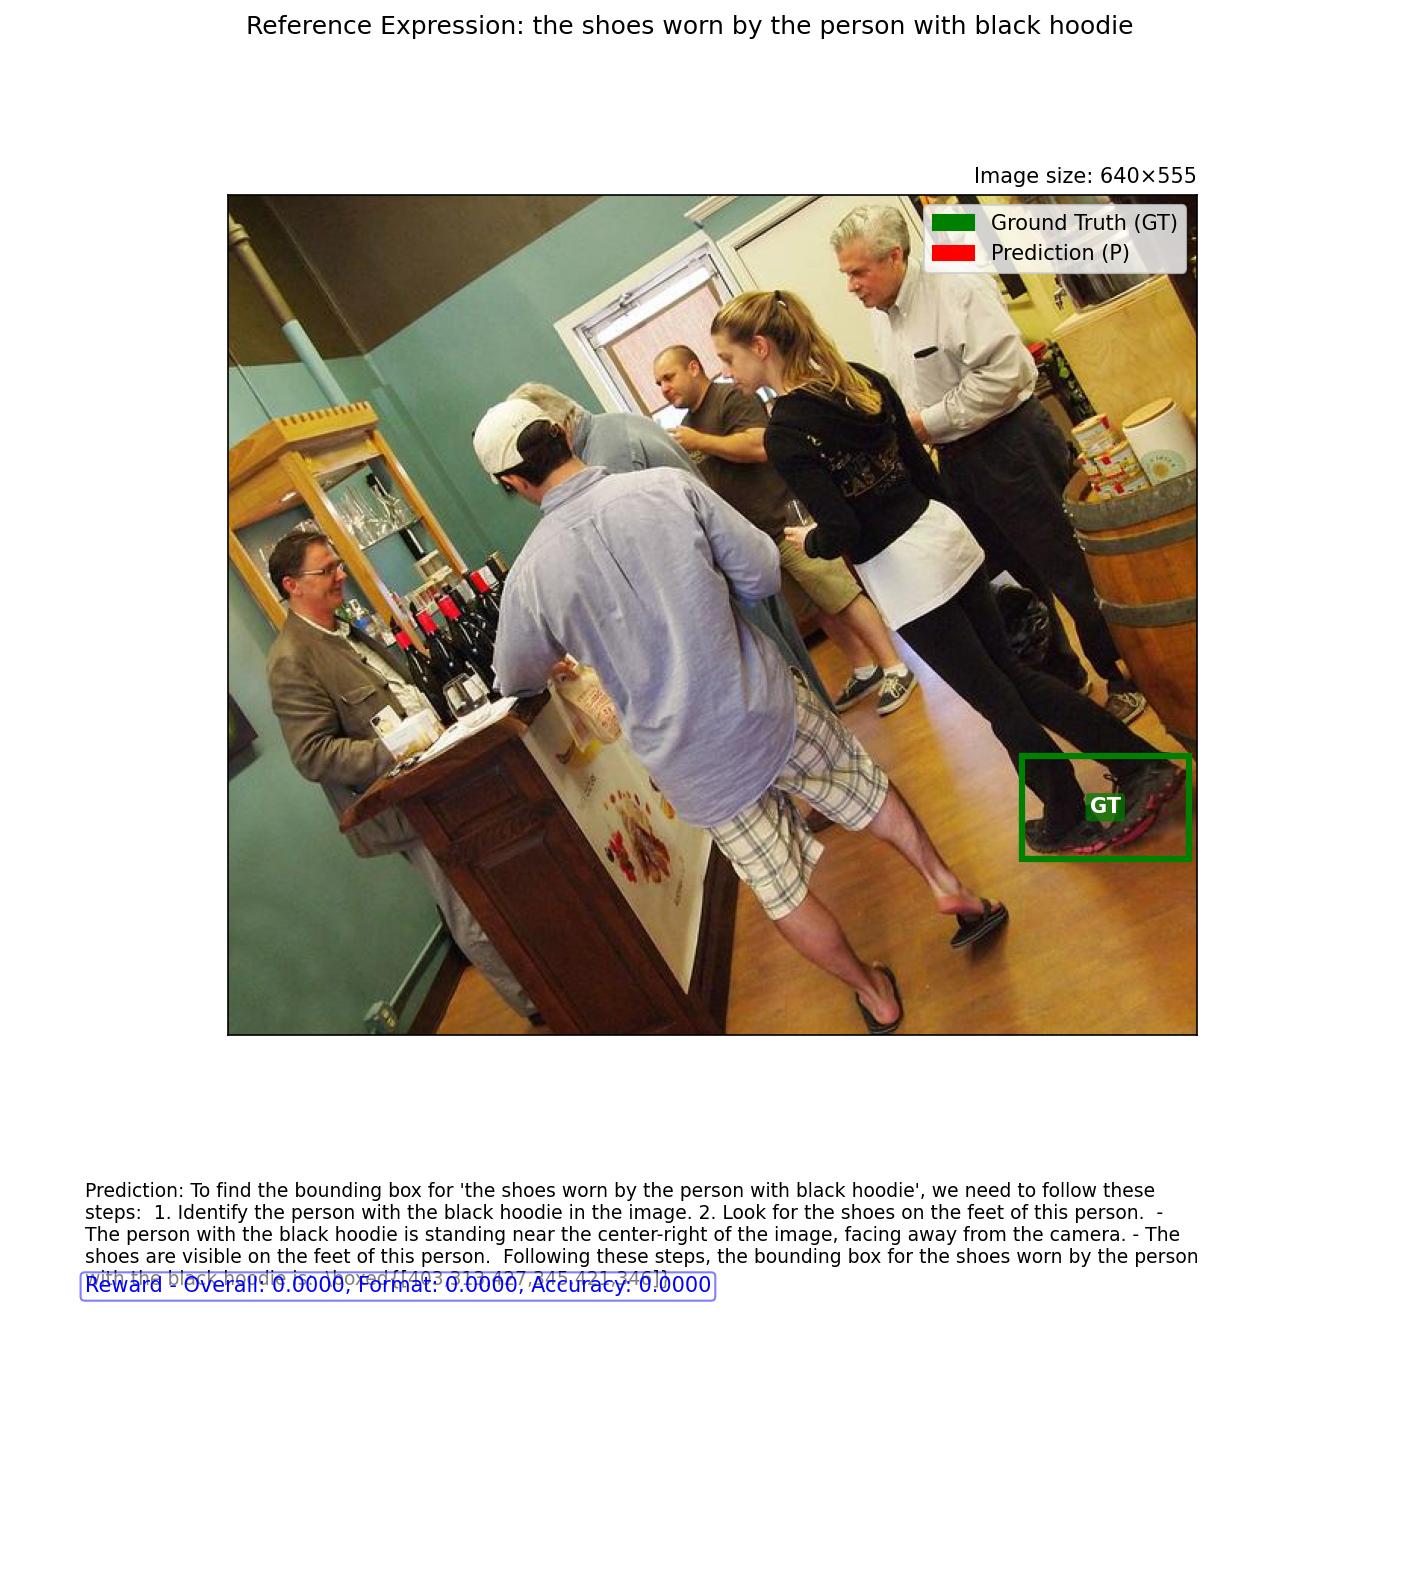 Reference Expression: the shoes worn by the person with black hoodie
Image size: 640×555
Ground Truth (GT)
Prediction (P)
LAS
GT
Prediction: To find the bounding box for 'the shoes worn by the person with black hoodie', we need to follow these
steps:  1. Identify the person with the black hoodie in the image. 2. Look for the shoes on the feet of this person.  -
The person with the black hoodie is standing near the center-right of the image, facing away from the camera. - The
shoes are visible on the feet of this person.  Following these steps, the bounding box for the shoes worn by the person
with the black hoodie is:  \boxed{[403,313,427,345,421,346]}
Reward - Overall: 0.0000, Format: 0.0000, Accuracy: 0.0000